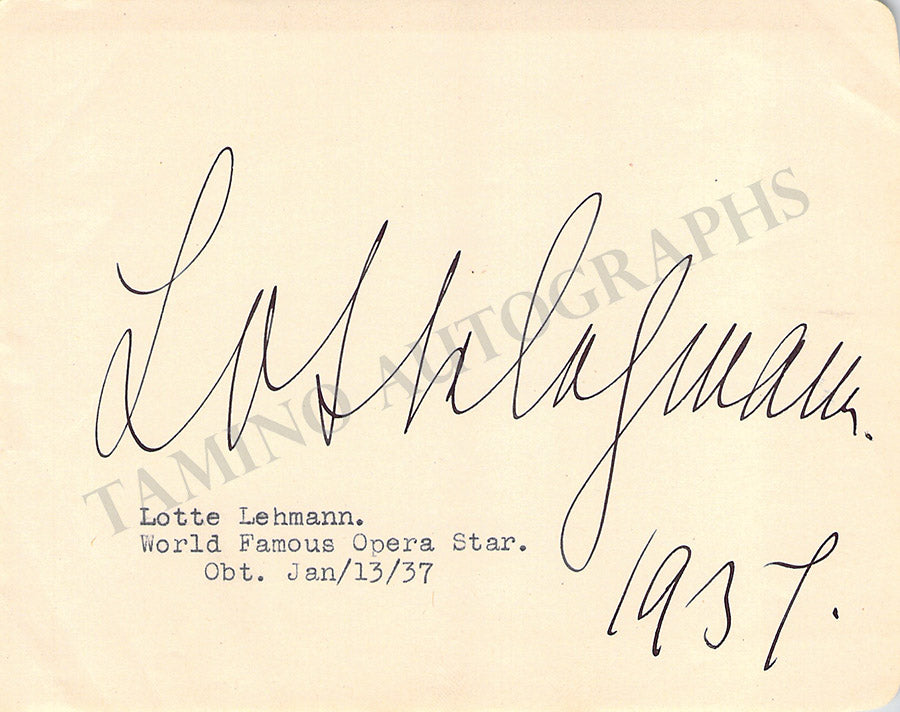 Lotte Lehmann.
TAMINO AUTOGRAPHS
Lotte Lehmann.
World Famous Opera Star.
Obt. Jan/13/37
1937.